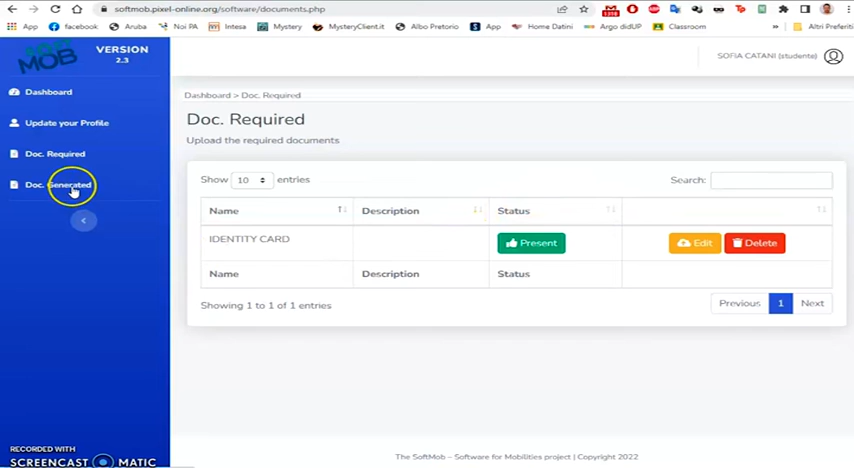 softmob.pixel-online.org/software/documents.php
1310
App facebook Aruba Noi PA Intesa Mystery MysteryClient.it Albo Pretorio App Home Datini Argo didUP Classroom » Altri Preferiti
MOB VERSION
2.3
SOFIA CATANI (studente)
Dashboard
Update your Profile
Doc. Required
Doc. Generated
Dashboard > Doc. Required
Doc. Required
Upload the required documents
Show 10 entries Search:
Name Description Status
IDENTITY CARD Present Edit Delete
Name Description Status
Showing 1 to 1 of 1 entries Previous 1 Next
The SoftMob – Software for Mobilities project | Copyright 2022
RECORDED WITH
SCREENCAST MATIC